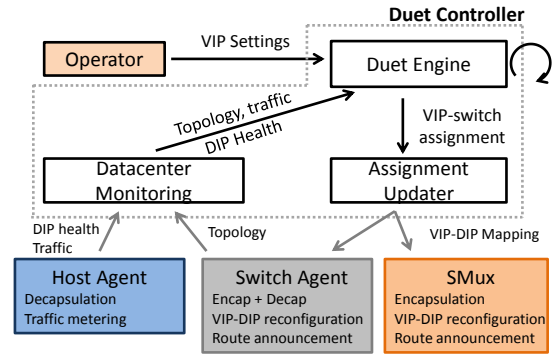 Duet Controller
Operator
VIP Settings
Duet Engine
Topology, traffic
DIP Health
VIP-switch
assignment
Datacenter
Monitoring
Assignment
Updater
DIP health
Traffic
Topology
VIP-DIP Mapping
Host Agent
Decapsulation
Traffic metering
Switch Agent
Encap + Decap
VIP-DIP reconfiguration
Route announcement
SMux
Encapsulation
VIP-DIP reconfiguration
Route announcement